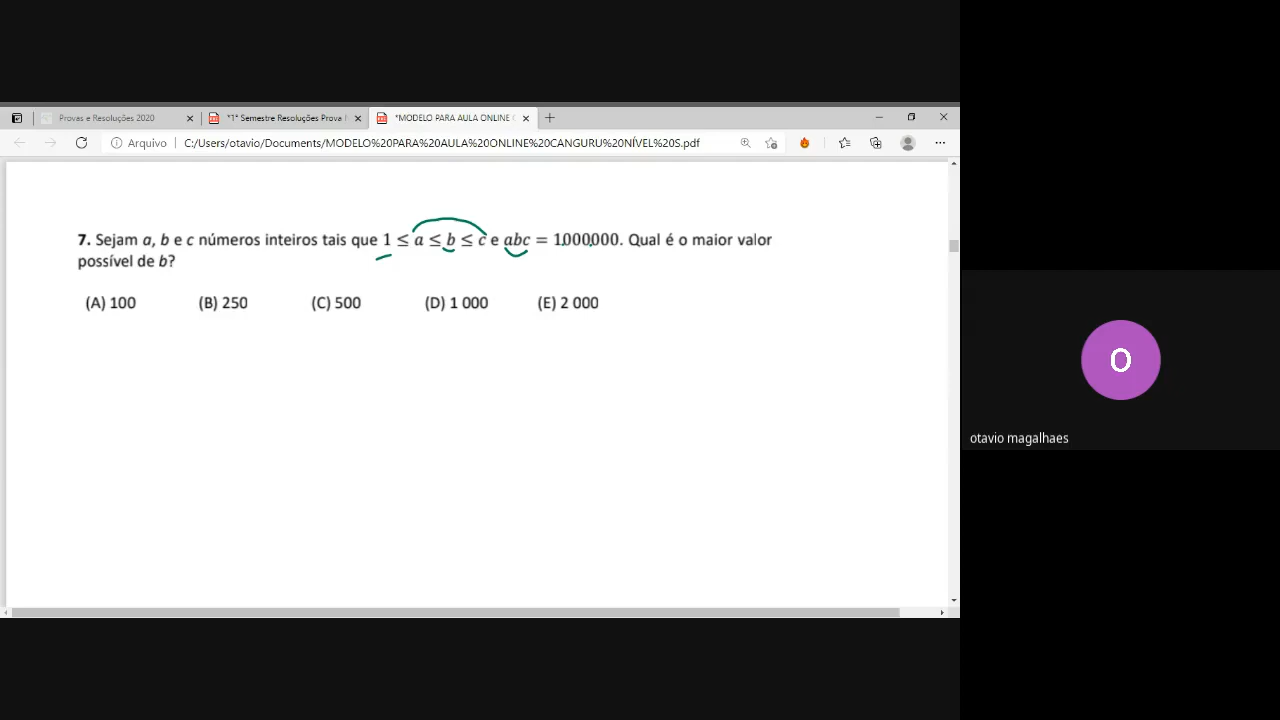 Provas e Resoluções 2020
*1° Semestre Resoluções Prova
*MODELO PARA AULA ONLINE
Arquivo
C:/Users/otavio/Documents/MODELO%20PARA%20AULA%20ONLINE%20CANGURU%20NÍVEL%20S.pdf
7. Sejam a, b e c números inteiros tais que 1 ≤ a ≤ b ≤ c e abc = 1000000. Qual é o maior valor
possível de b?
(A) 100 (B) 250 (C) 500 (D) 1 000 (E) 2 000
O
otavio magalhaes